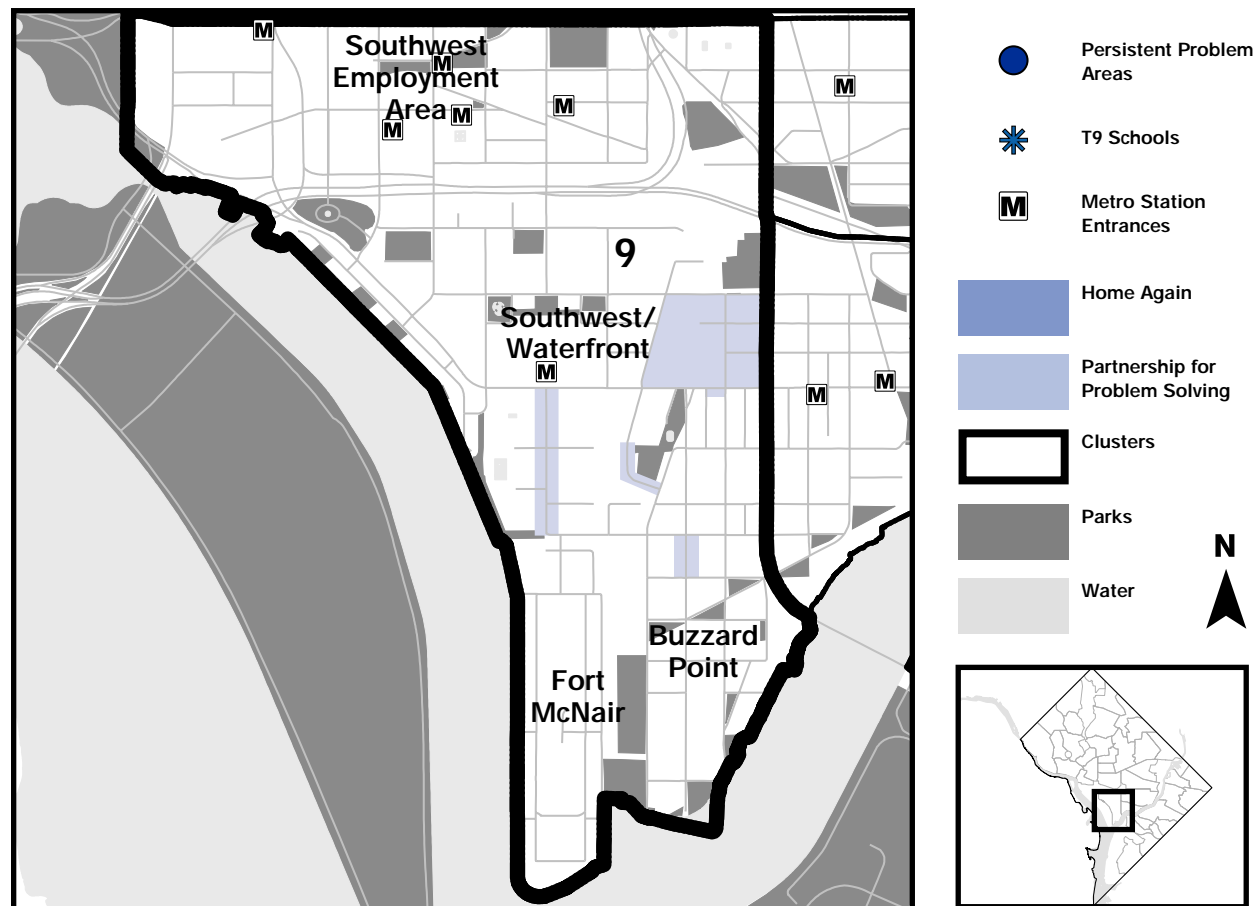 M
Southwest
M
Employment
Area
M
M
M
M
9
Southwest/
Waterfront
M
M
M
Buzzard
Point
Fort
McNair
Persistent Problem
Areas
T9 Schools
M
Metro Station
Entrances
Home Again
Partnership for
Problem Solving
Clusters
Parks
N
Water